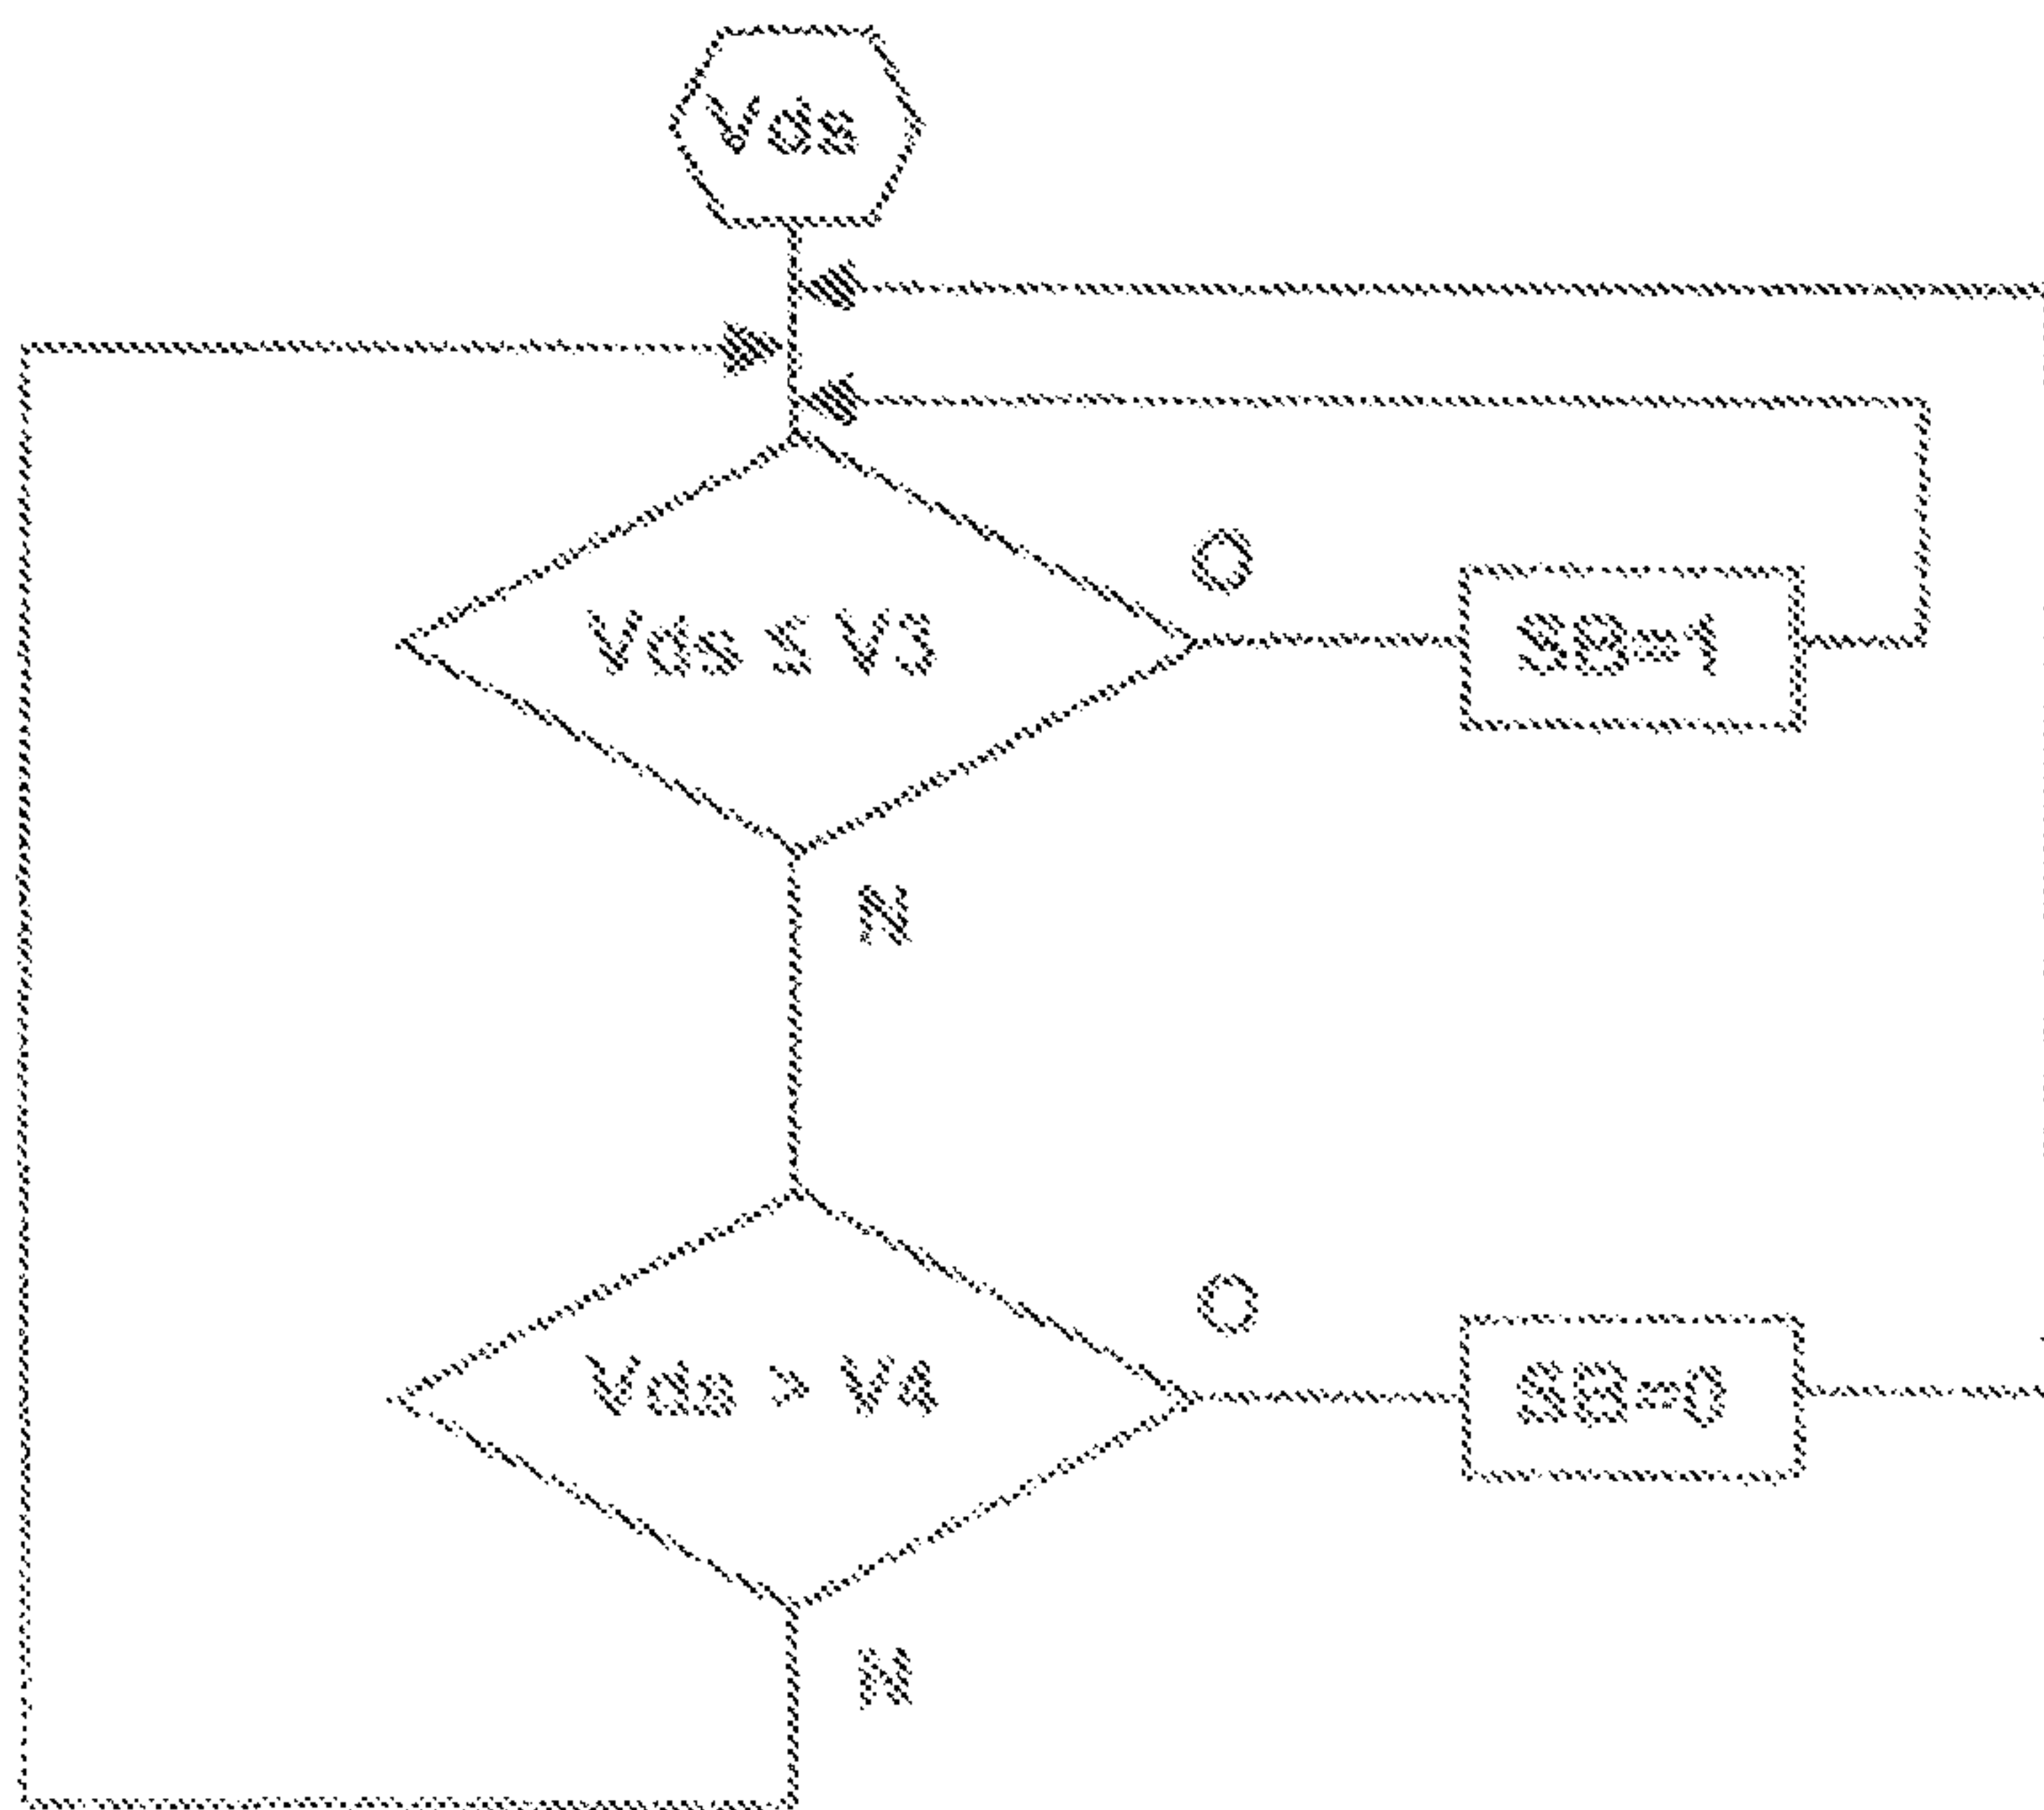 Vds
O
Vds ≤ V3
SB=1
N
O
Vds > V4
SB=0
N